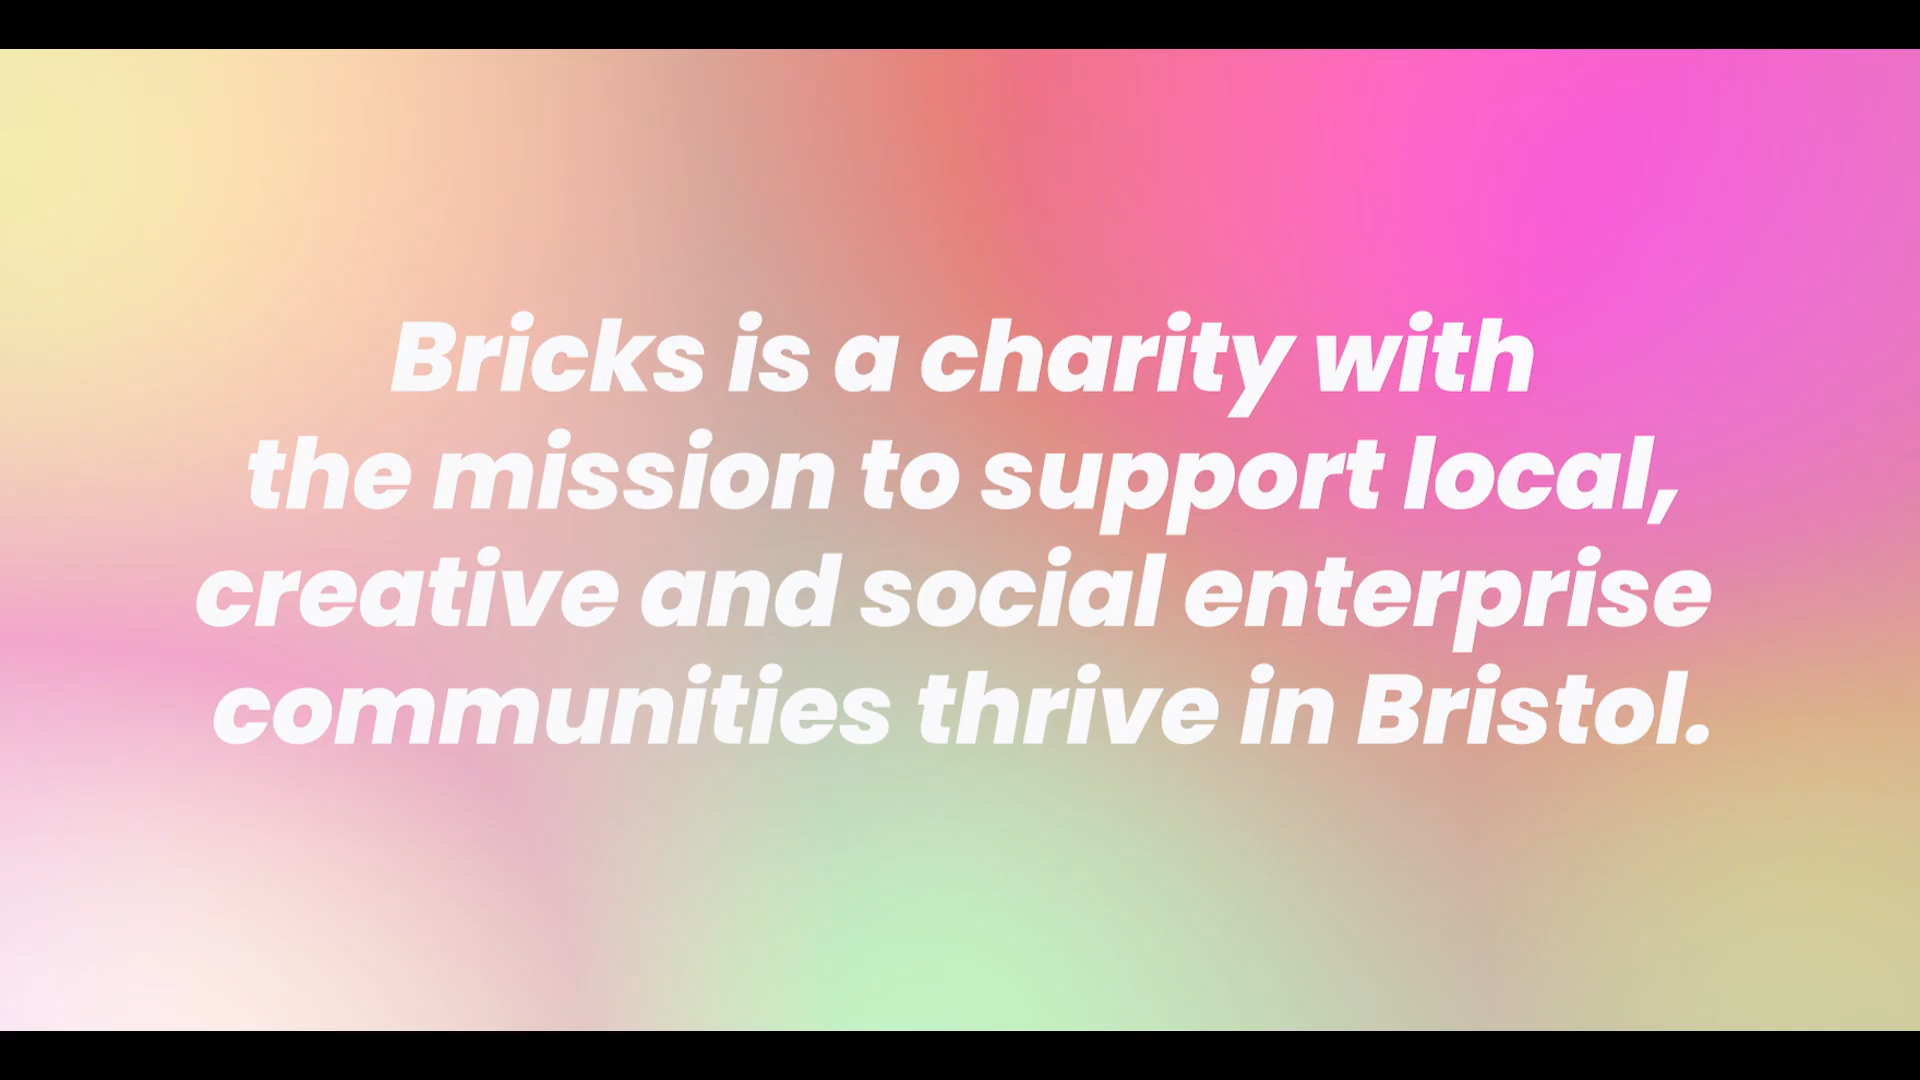 Bricks is a charity with
the mission to support local,
creative and social enterprise
communities thrive in Bristol.